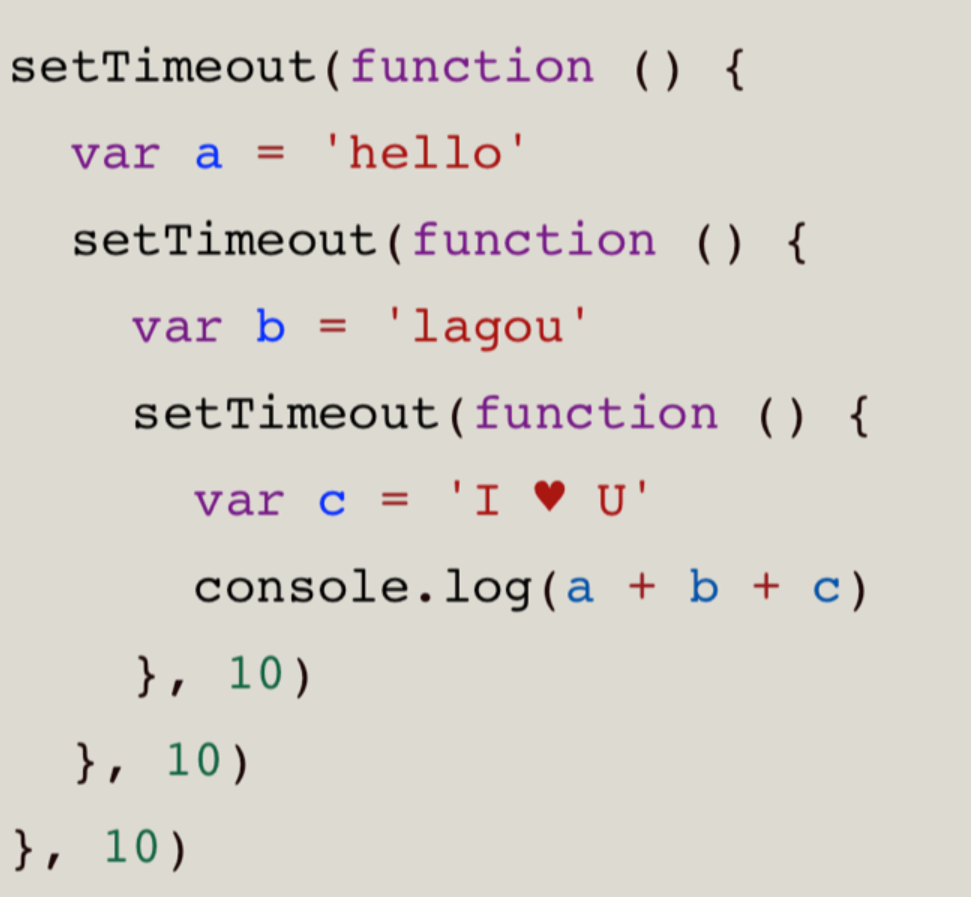 setTimeout(function () {
  var a = 'hello'
  setTimeout(function () {
    var b = 'lagou'
    setTimeout(function () {
      var c = 'I ♥ U'
      console.log(a + b + c)
    }, 10)
  }, 10)
}, 10)